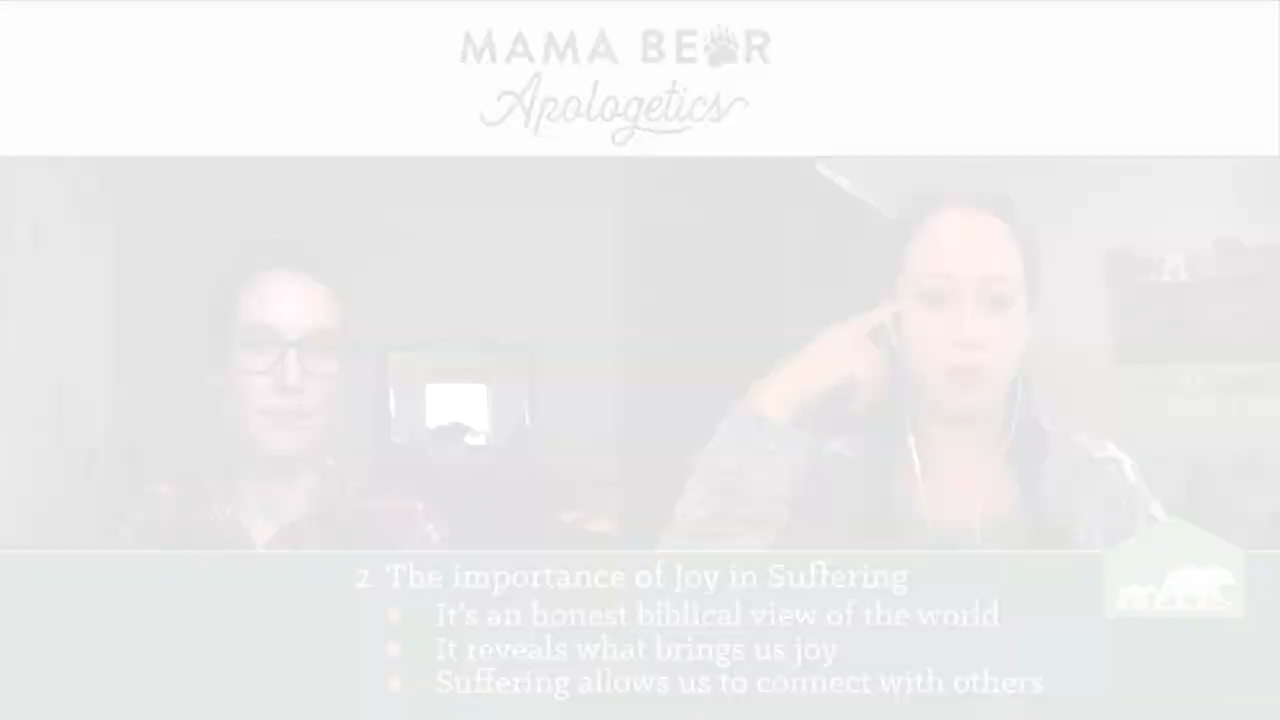 MAMA BEAR
Apologetics
2. The importance of Joy in Suffering
It's an honest biblical view of the world
It reveals what brings us joy
Suffering allows us to connect with others